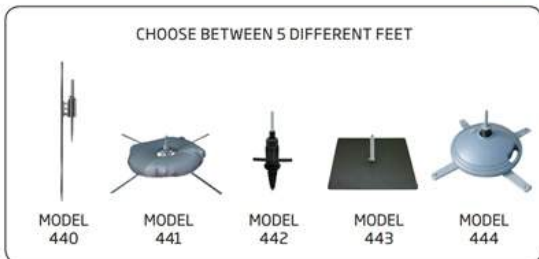 CHOOSE BETWEEN 5 DIFFERENT FEET
MODEL
440
MODEL
441
MODEL
442
MODEL
443
MODEL
444